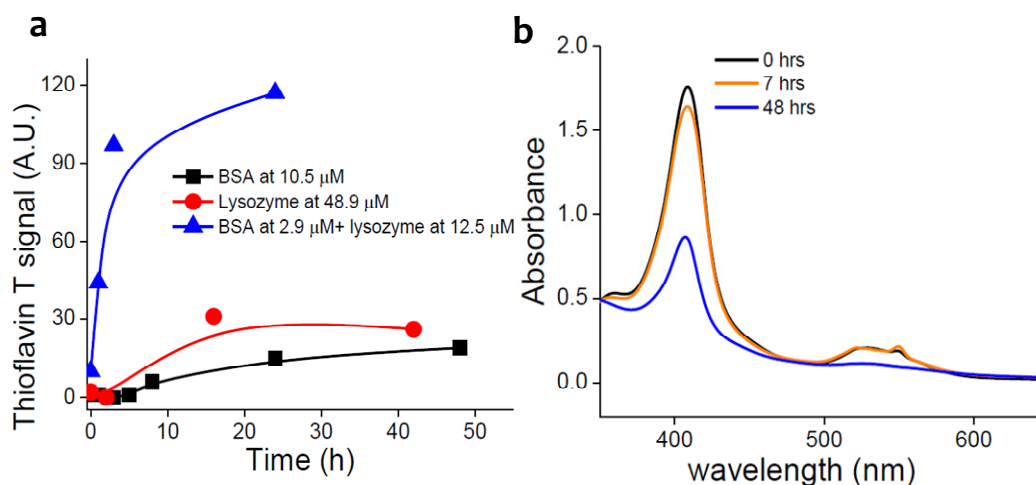 a
Thioflavin T signal (A.U.)
120
90
60
30
0
BSA at 10.5 μM
Lysozyme at 48.9 μM
BSA at 2.9 μM+ lysozyme at 12.5 μM
0 10 20 30 40 50
Time (h)
b
Absorbance
2.0
1.5
1.0
0.5
0.0
0 hrs
7 hrs
48 hrs
400 500 600
wavelength (nm)